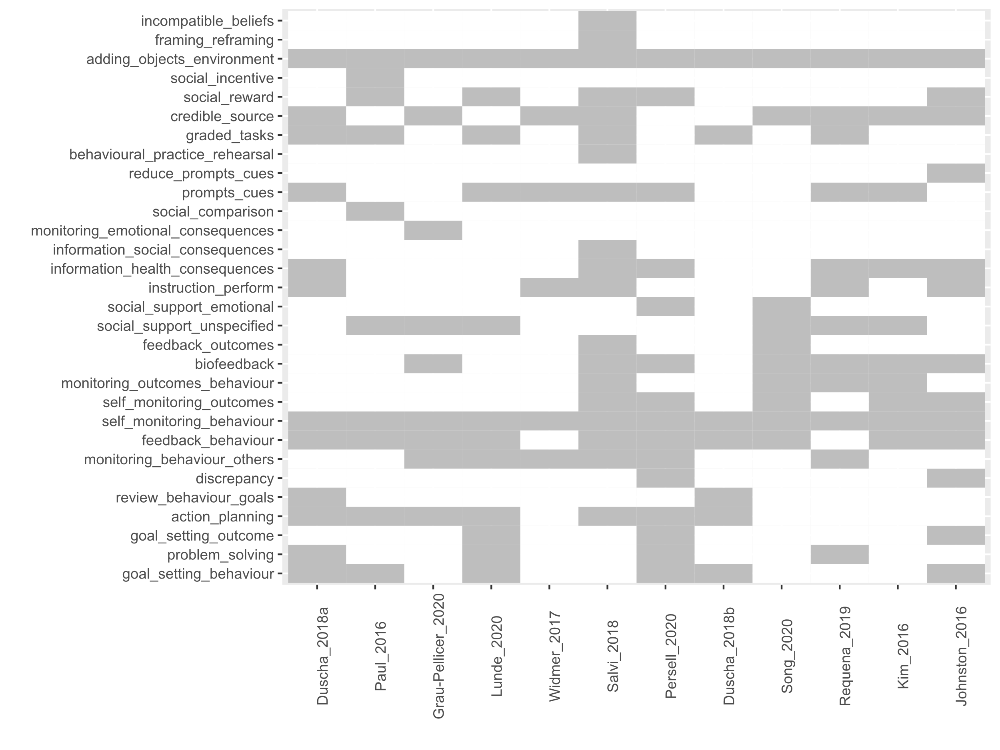 incompatible_beliefs
framing_reframing
adding_objects_environment
social_incentive
social_reward
credible_source
graded_tasks
behavioural_practice_rehearsal
reduce_prompts_cues
prompts_cues
social_comparison
monitoring_emotional_consequences
information_social_consequences
information_health_consequences
instruction_perform
social_support_emotional
social_support_unspecified
feedback_outcomes
biofeedback
monitoring_outcomes_behaviour
self_monitoring_outcomes
self_monitoring_behaviour
feedback_behaviour
monitoring_behaviour_others
discrepancy
review_behaviour_goals
action_planning
goal_setting_outcome
problem_solving
goal_setting_behaviour
Duscha_2018a
Paul_2016
Grau-Pellicer_2020
Lunde_2020
Widmer_2017
Salvi_2018
Persell_2020
Duscha_2018b
Song_2020
Requena_2019
Kim_2016
Johnston_2016